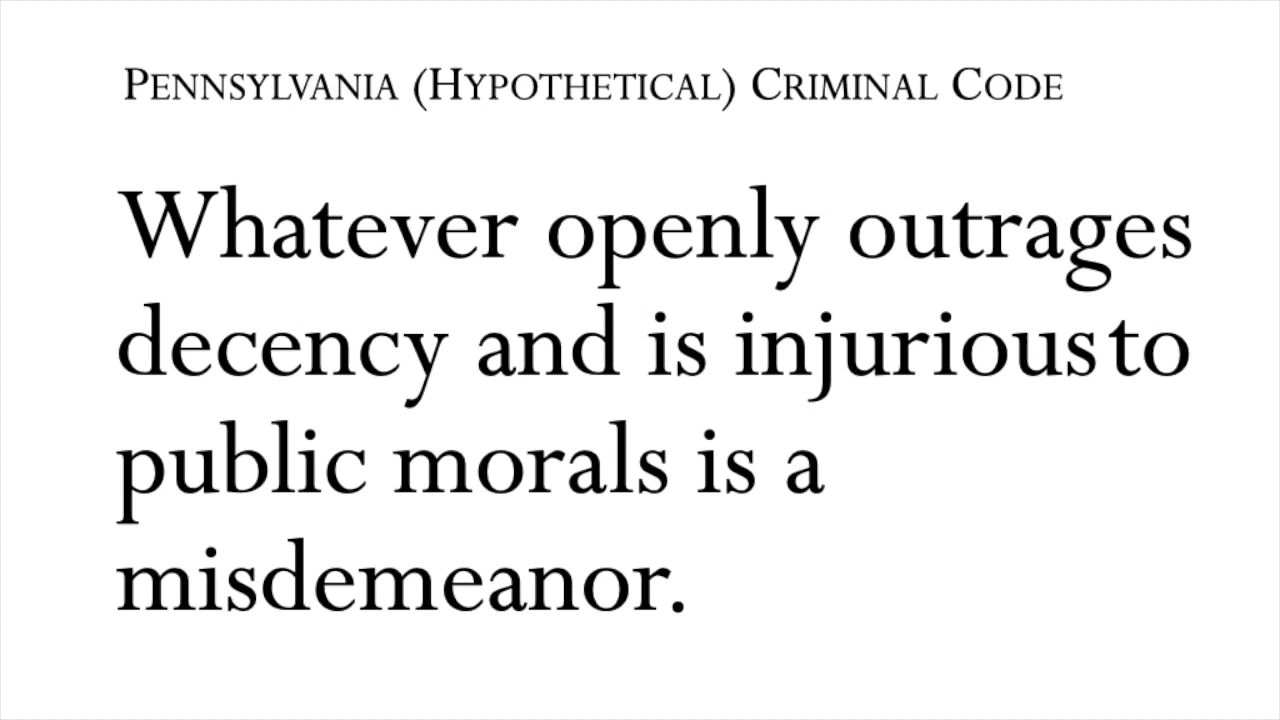 Pennsylvania (Hypothetical) Criminal Code
Whatever openly outrages
decency and is injurious to
public morals is a
misdemeanor.